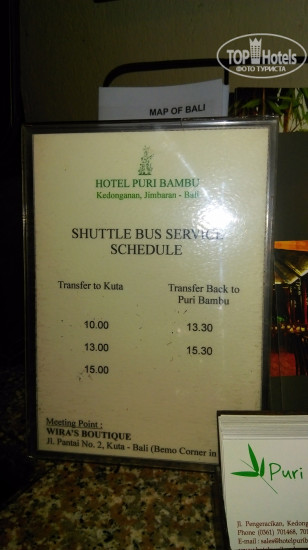 TOP HOTELS
ФОТО ТУРИСТА
MAP OF BALI
HOTEL PURI BAMBU
Kedonganan, Jimbaran - Bali
SHUTTLE BUS SERVICE
SCHEDULE
Transfer to Kuta
Transfer Back to
Puri Bambu
10.00
13.30
13.00
15.30
15.00
Meeting Point :
WIRA'S BOUTIQUE
Jl. Pantai No. 2, Kuta - Bali (Bemo Corner in
Puri
Jl. Pengeracikan, Kedong
Phone (0361) 701468, 701
E-mail : sales@hotelpurib